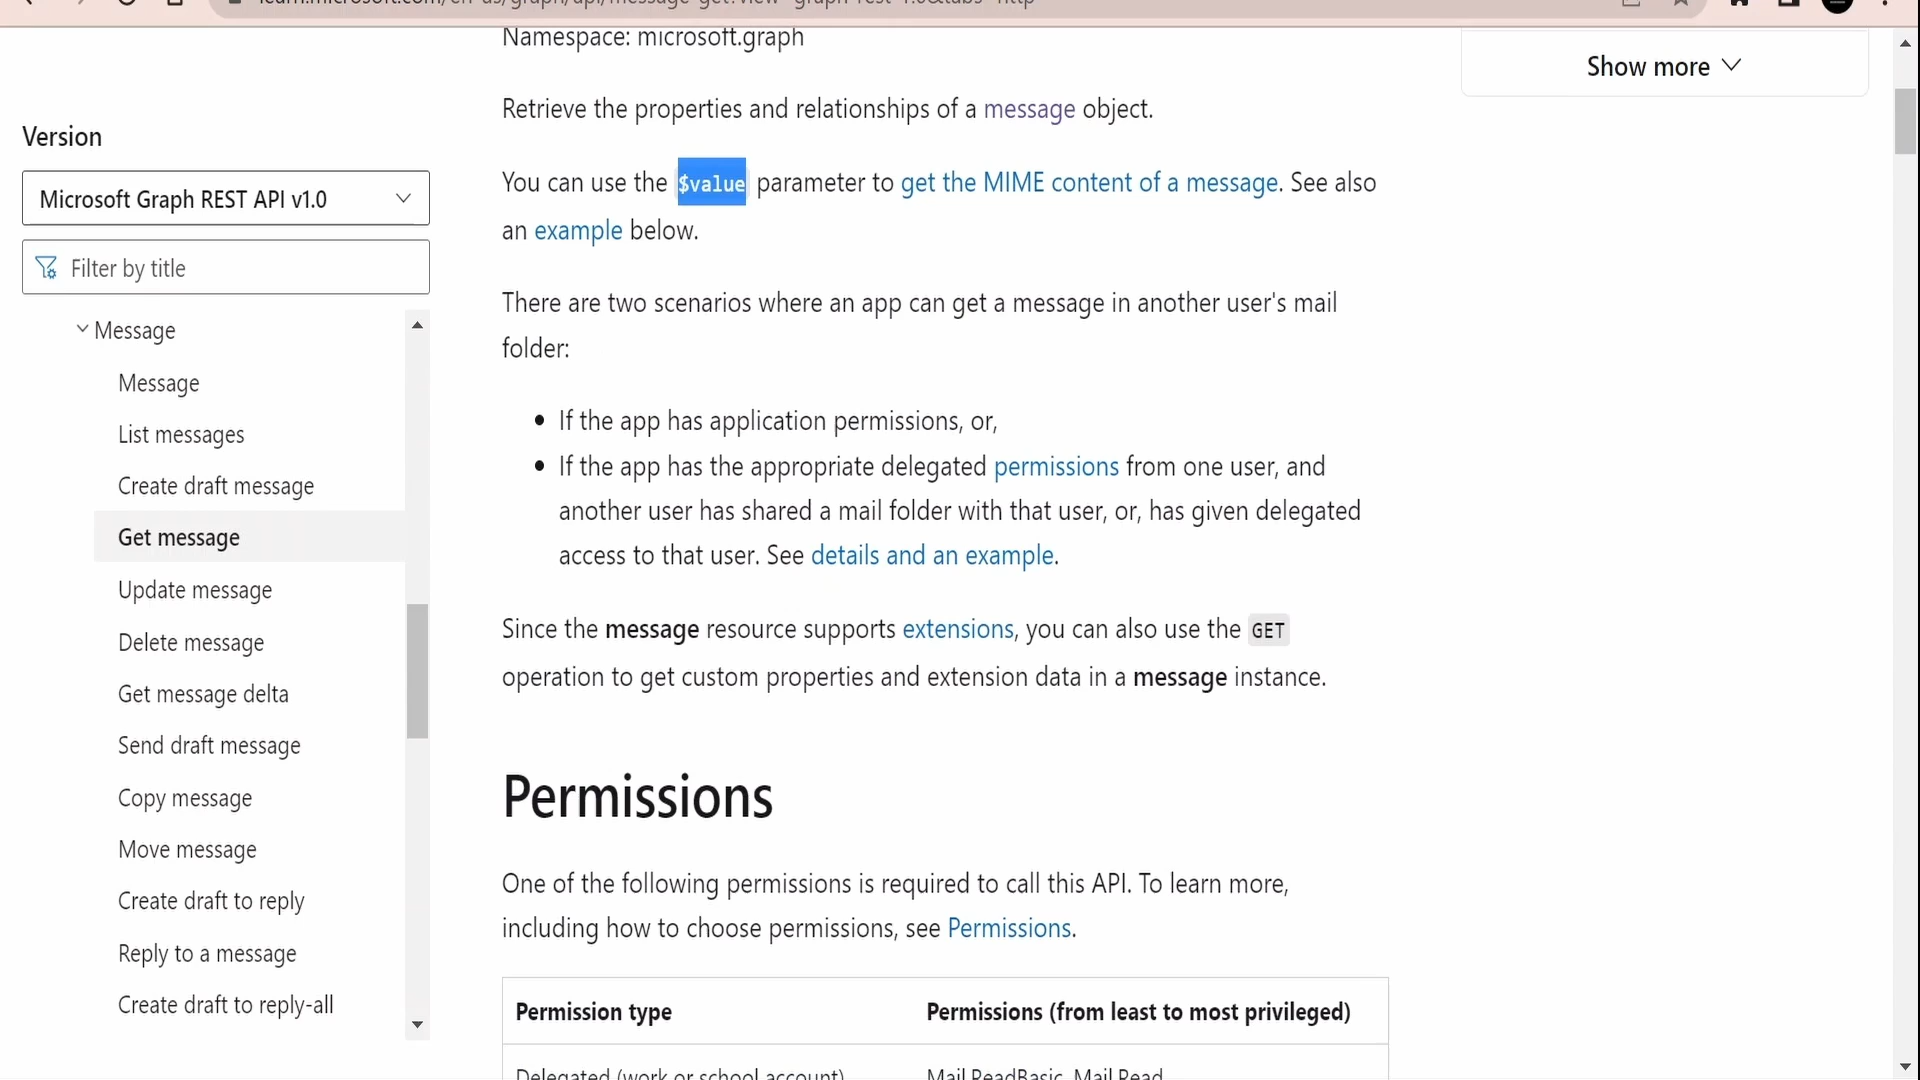 Namespace: microsoft.graph
Show more
Retrieve the properties and relationships of a message object.
Version
Microsoft Graph REST API v1.0
You can use the $value parameter to get the MIME content of a message. See also
an example below.
Filter by title
There are two scenarios where an app can get a message in another user's mail
folder:
Message
Message
List messages
Create draft message
Get message
Update message
Delete message
Get message delta
Send draft message
Copy message
Move message
Create draft to reply
Reply to a message
Create draft to reply-all
If the app has application permissions, or,
If the app has the appropriate delegated permissions from one user, and
another user has shared a mail folder with that user, or, has given delegated
access to that user. See details and an example.
Since the message resource supports extensions, you can also use the GET
operation to get custom properties and extension data in a message instance.
Permissions
One of the following permissions is required to call this API. To learn more,
including how to choose permissions, see Permissions.
Permission type
Permissions (from least to most privileged)
Delegated (work or school account)
Mail.ReadBasic, Mail.Read